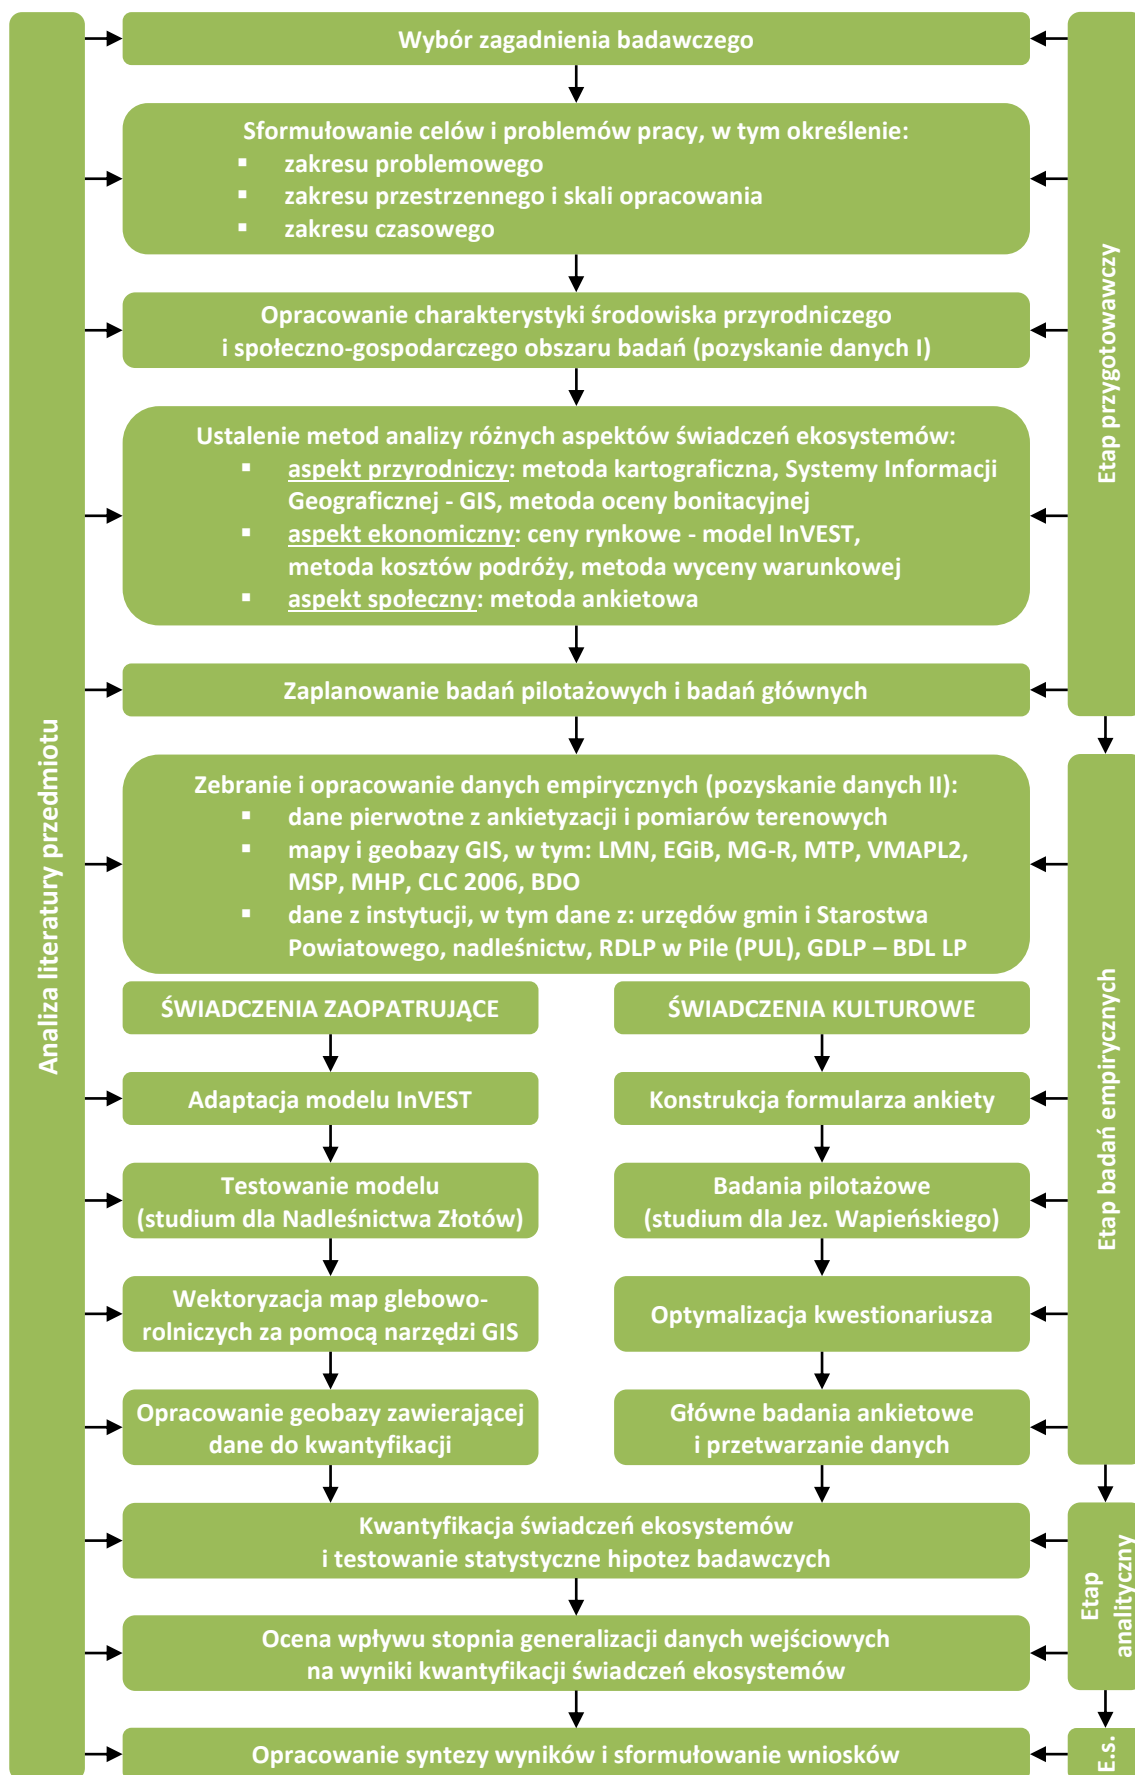 Analiza literatury przedmiotu
Wybór zagadnienia badawczego
Sformułowanie celów i problemów pracy, w tym określenie:
▪ zakresu problemowego
▪ zakresu przestrzennego i skali opracowania
▪ zakresu czasowego
Opracowanie charakterystyki środowiska przyrodniczego
i społeczno-gospodarczego obszaru badań (pozyskanie danych I)
Ustalenie metod analizy różnych aspektów świadczeń ekosystemów:
▪ aspekt przyrodniczy: metoda kartograficzna, Systemy Informacji
Geograficznej - GIS, metoda oceny bonitacyjnej
▪ aspekt ekonomiczny: ceny rynkowe - model InVEST,
metoda kosztów podróży, metoda wyceny warunkowej
▪ aspekt społeczny: metoda ankietowa
Zaplanowanie badań pilotażowych i badań głównych
Etap przygotowawczy
Zebranie i opracowanie danych empirycznych (pozyskanie danych II):
▪ dane pierwotne z ankietyzacji i pomiarów terenowych
▪ mapy i geobazy GIS, w tym: LMN, EGiB, MG-R, MTP, VMAPL2,
MSP, MHP, CLC 2006, BDO
▪ dane z instytucji, w tym dane z: urzędów gmin i Starostwa
Powiatowego, nadleśnictw, RDLP w Pile (PUL), GDLP – BDL LP
ŚWIADCZENIA ZAOPATRUJĄCE
Adaptacja modelu InVEST
Testowanie modelu
(studium dla Nadleśnictwa Złotów)
Wektoryzacja map glebowo-
rolniczych za pomocą narzędzi GIS
Opracowanie geobazy zawierającej
dane do kwantyfikacji
ŚWIADCZENIA KULTUROWE
Konstrukcja formularza ankiety
Badania pilotażowe
(studium dla Jez. Wapieńskiego)
Optymalizacja kwestionariusza
Główne badania ankietowe
i przetwarzanie danych
Etap badań empirycznych
Kwantyfikacja świadczeń ekosystemów
i testowanie statystyczne hipotez badawczych
Ocena wpływu stopnia generalizacji danych wejściowych
na wyniki kwantyfikacji świadczeń ekosystemów
Etap
analityczny
Opracowanie syntezy wyników i sformułowanie wniosków
E.s.